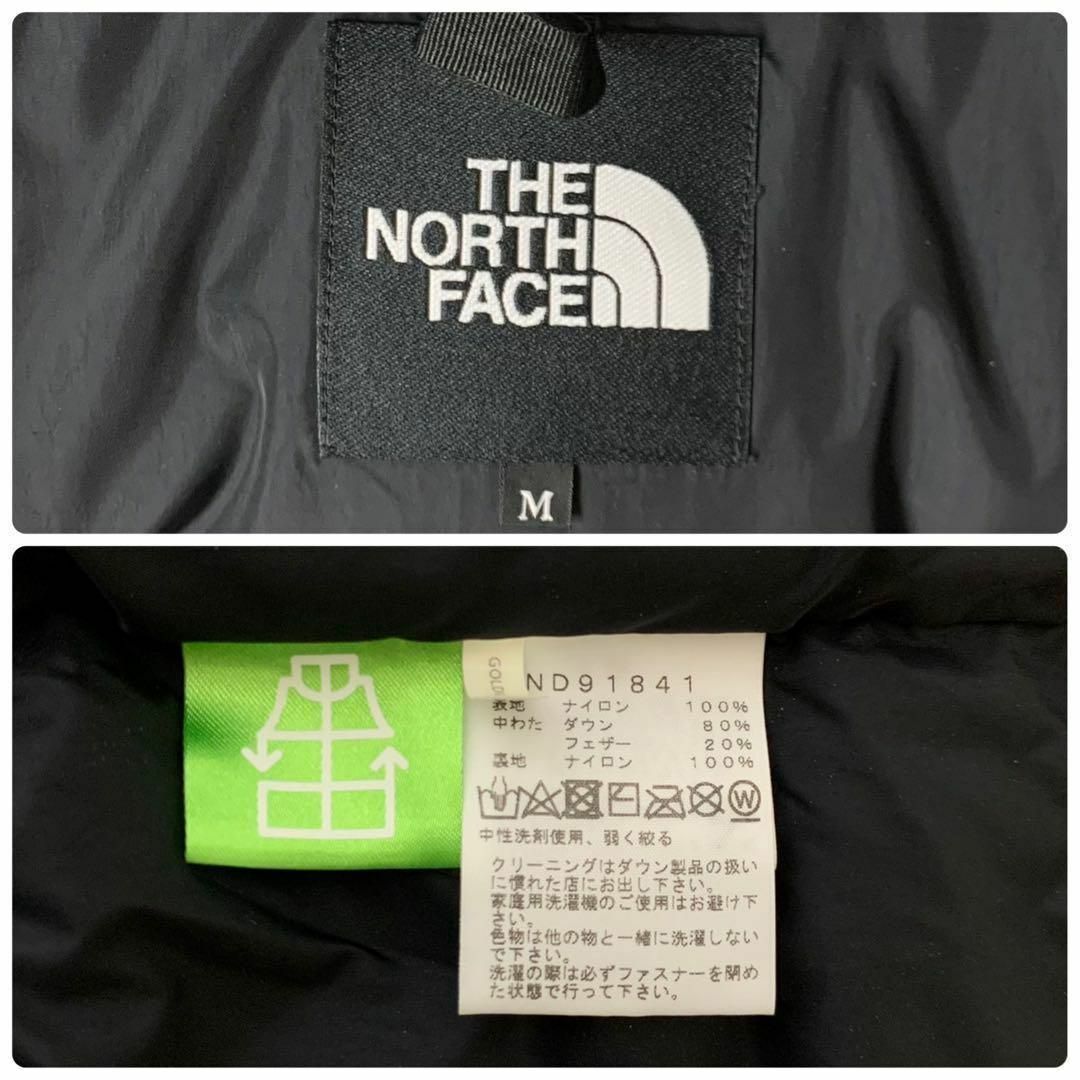 THE
NORTH
FACE
M
GOLD
ND91841
表地 ナイロン 100%
中わた ダウン 80%
フェザー 20%
裏地 ナイロン 100%
W
中性洗剤使用、弱く絞る
クリーニングはダウン製品の扱い
に慣れた店にお出し下さい。
家庭用洗濯機のご使用はお避け下
さい。
色物は他の物と一緒に洗濯しない
で下さい。
洗濯の際は必ずファスナーを閉め
た状態で行って下さい。